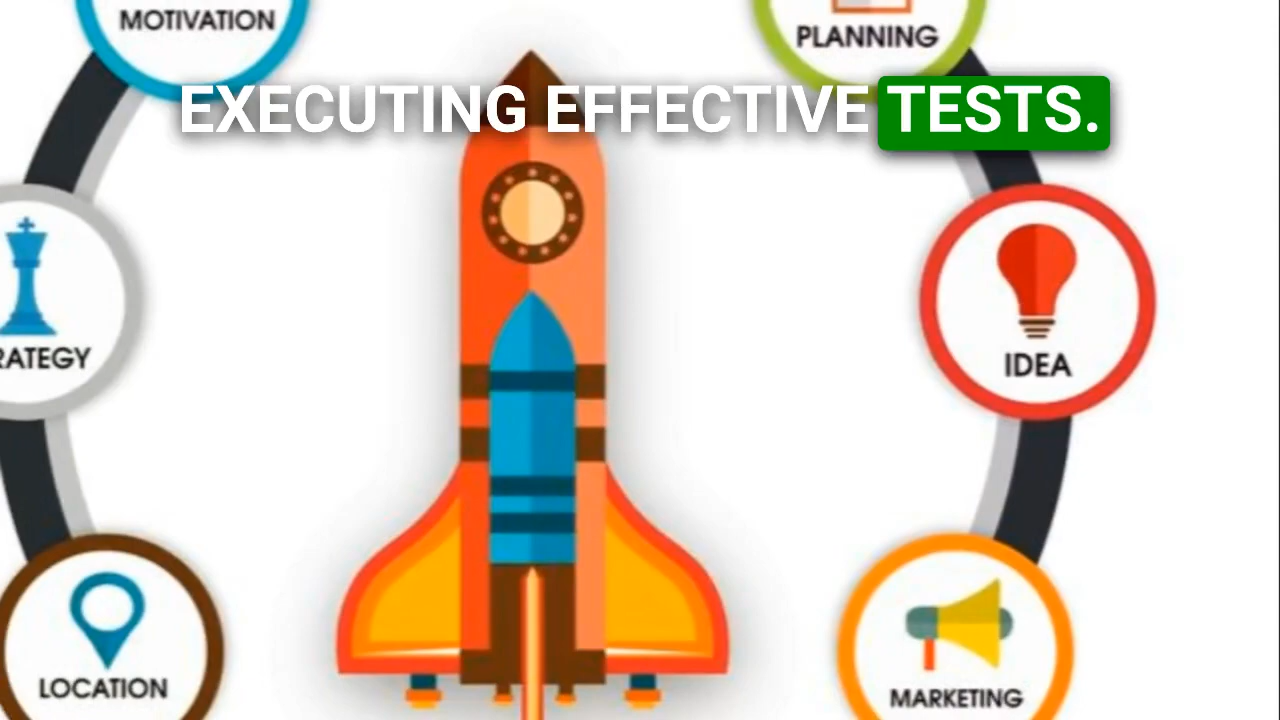 MOTIVATION
PLANNING
EXECUTING EFFECTIVE TESTS.
RATEGY
IDEA
LOCATION
MARKETING